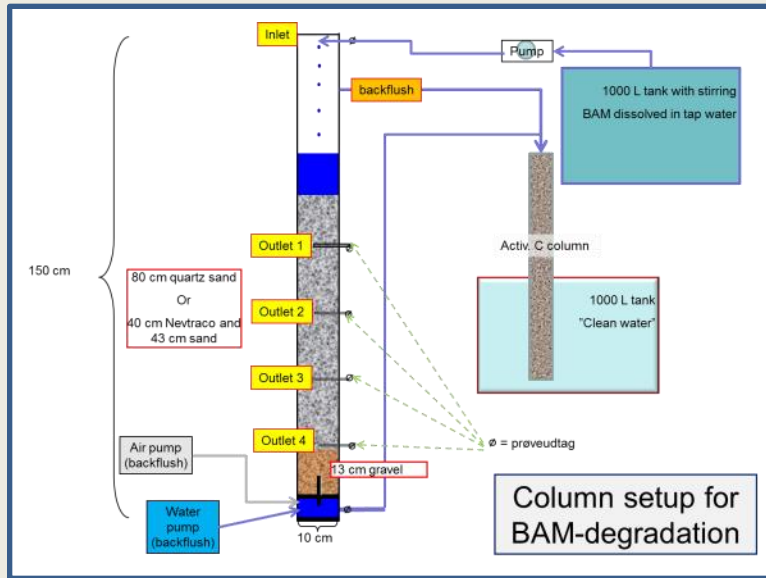 Inlet
Pump
1000 L tank with stirring
BAM dissolved in tap water
backflush
Outlet 1
Activ. C column
150 cm
80 cm quartz sand
Or
40 cm Nevtraco and
43 cm sand
Outlet 2
1000 L tank
"Clean water"
Outlet 3
Outlet 4
ø = prøveudtag
Air pump
(backflush)
13 cm gravel
Water
pump
(backflush)
10 cm
Column setup for
BAM-degradation